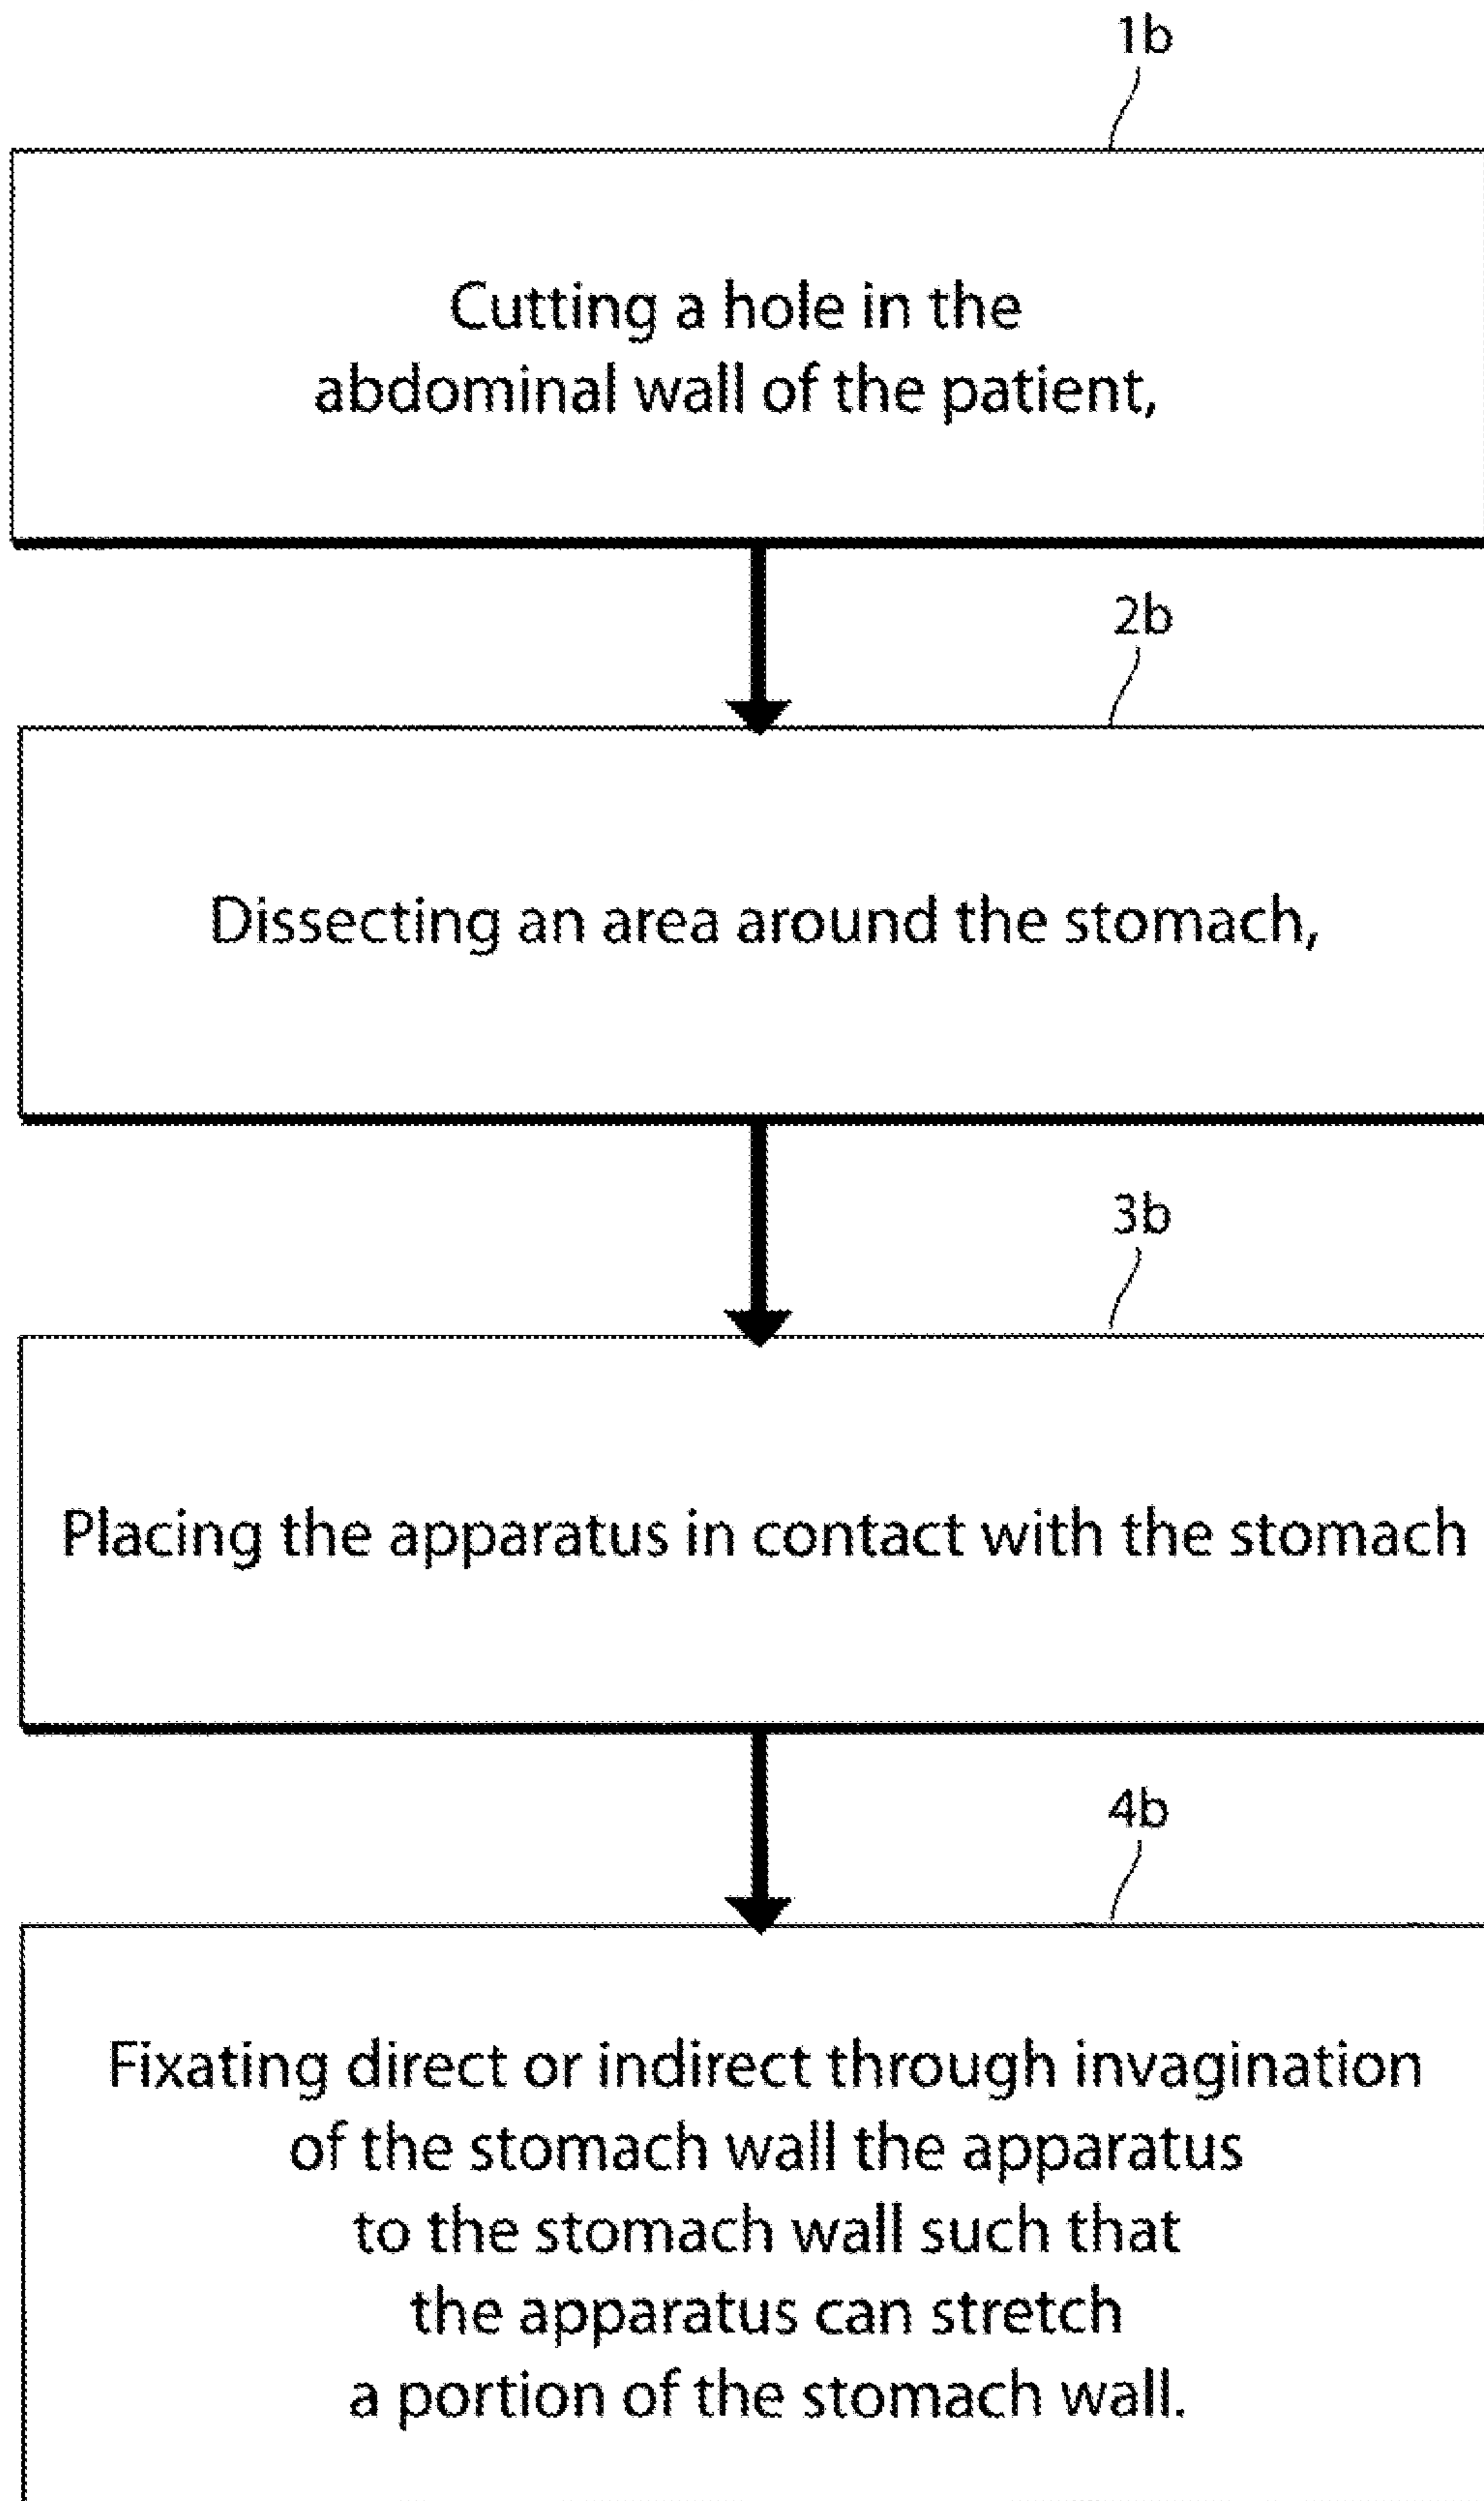 1b
Cutting a hole in the
abdominal wall of the patient,
2b
Dissecting an area around the stomach,
3b
Placing the apparatus in contact with the stomach
4b
Fixating direct or indirect through invagination
of the stomach wall the apparatus
to the stomach wall such that
the apparatus can stretch
a portion of the stomach wall.